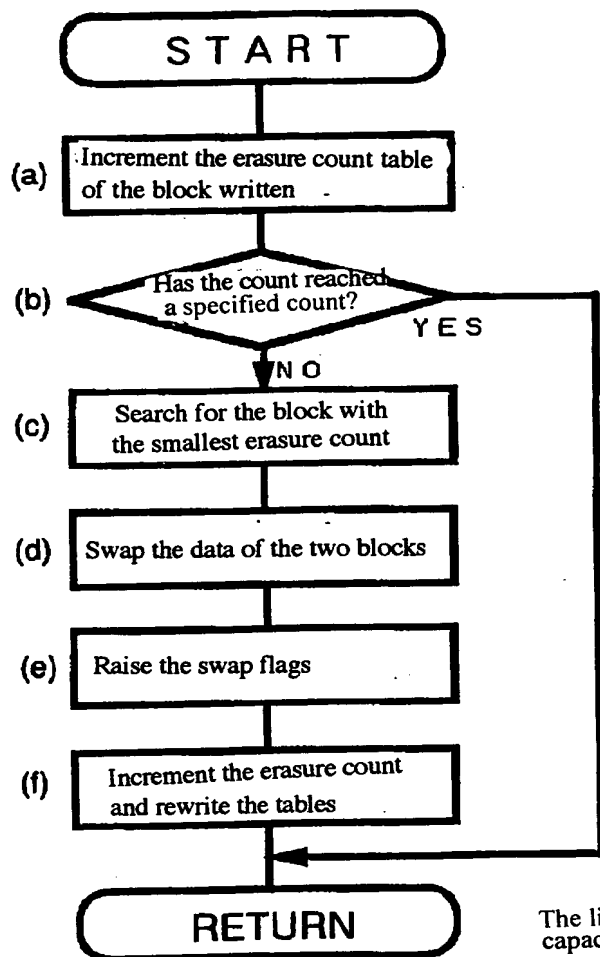 START
(a) Increment the erasure count table
of the block written
(b) Has the count reached
a specified count?
YES
NO
(c) Search for the block with
the smallest erasure count
(d) Swap the data of the two blocks
(e) Raise the swap flags
(f) Increment the erasure count
and rewrite the tables
RETURN
The